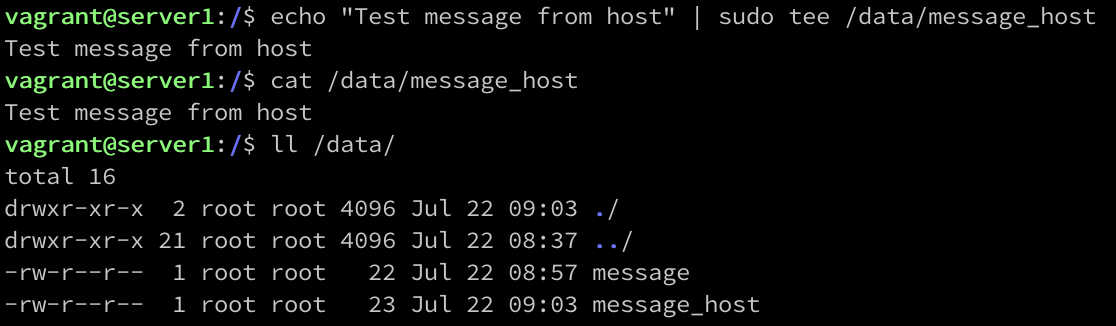 vagrant@server1:/$ echo "Test message from host" | sudo tee /data/message_host
Test message from host
vagrant@server1:/$ cat /data/message_host
Test message from host
vagrant@server1:/$ ll /data/
total 16
drwxr-xr-x  2 root root 4096 Jul 22 09:03 ./
drwxr-xr-x 21 root root 4096 Jul 22 08:37 ../
-rw-r--r--  1 root root   22 Jul 22 08:57 message
-rw-r--r--  1 root root   23 Jul 22 09:03 message_host